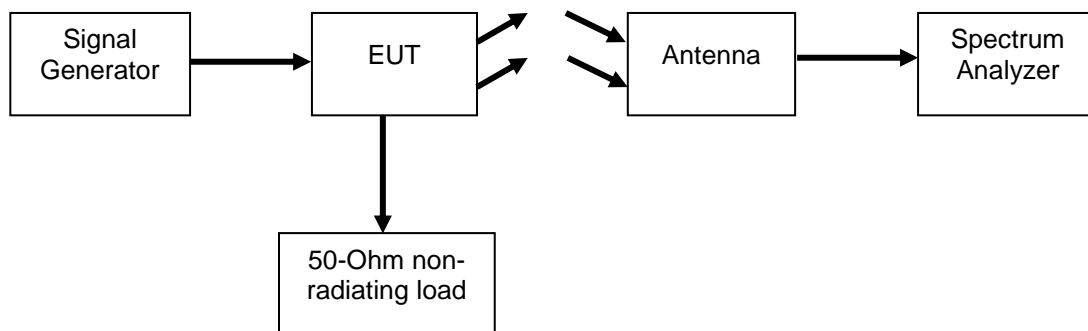 Signal
Generator
EUT
Antenna
Spectrum
Analyzer
50-Ohm non-
radiating load